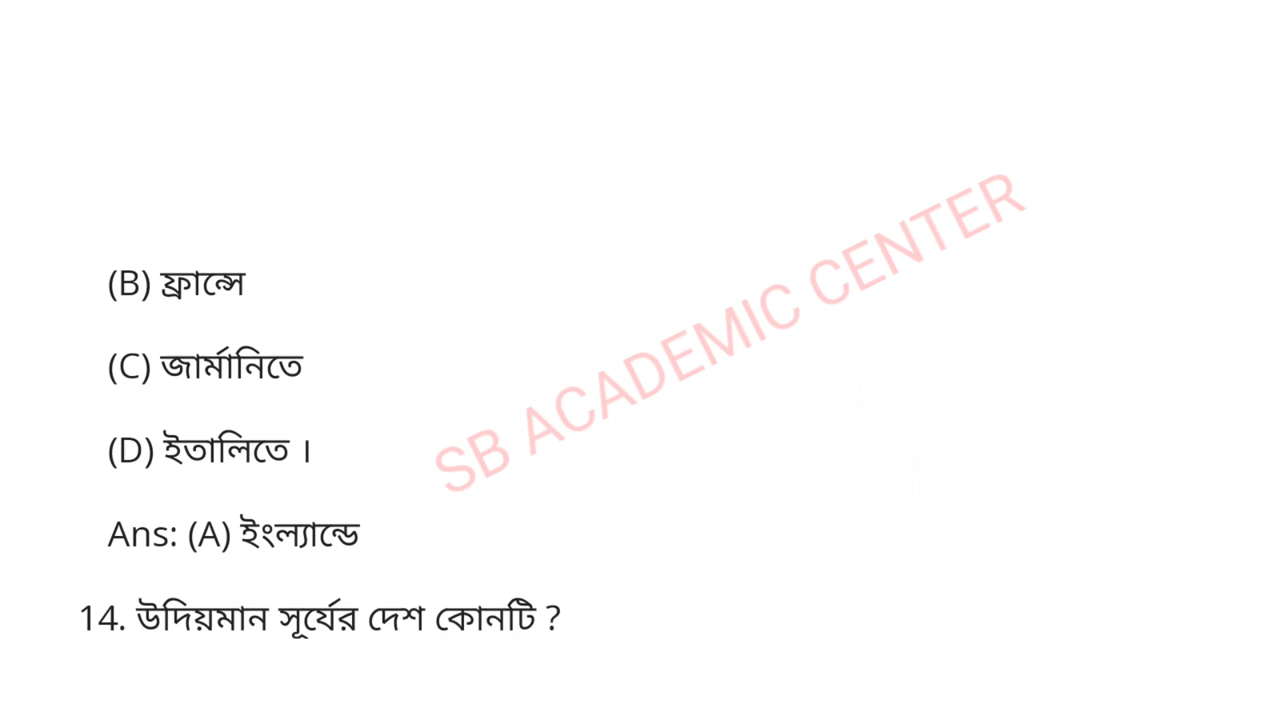 SB ACADEMIC CENTER
(B) ফ্রান্সে
(C) জার্মানিতে
(D) ইতালিতে ।
Ans: (A) ইংল্যান্ডে
14. উদিয়মান সূর্যের দেশ কোনটি ?